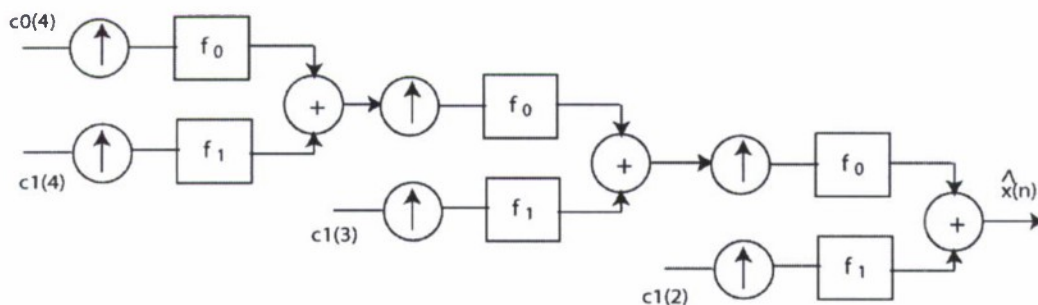 c0(4)
f0
+
f0
c1(4)
f1
+
f0
x̂(n)
c1(3)
f1
+
c1(2)
f1